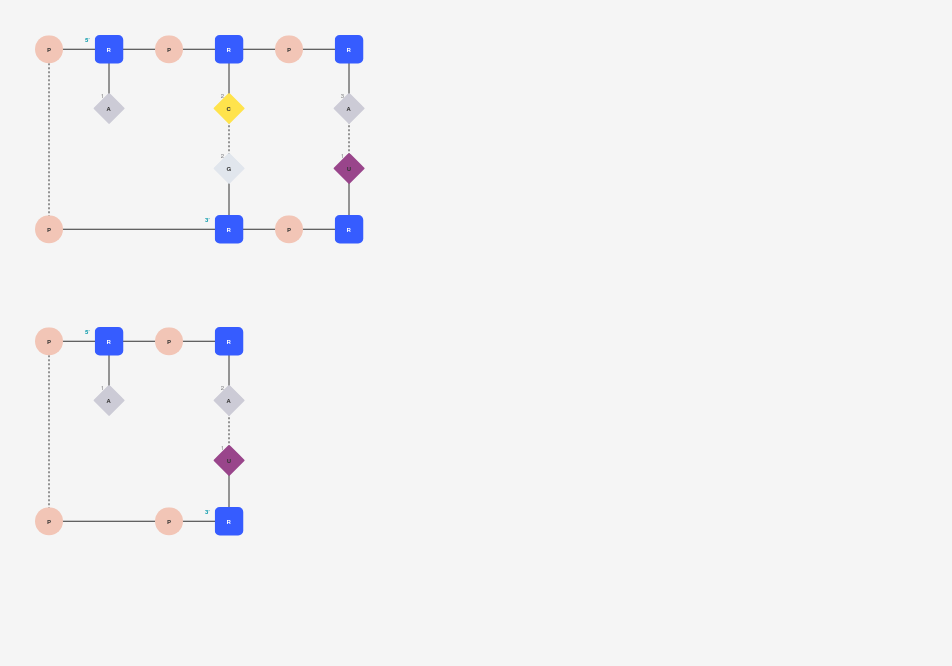 5'
P R P R P R
1 2 3
A C A
2 1
G U
3'
P R P R
5'
P R P R
1 2
A A
1
U
3'
P P R